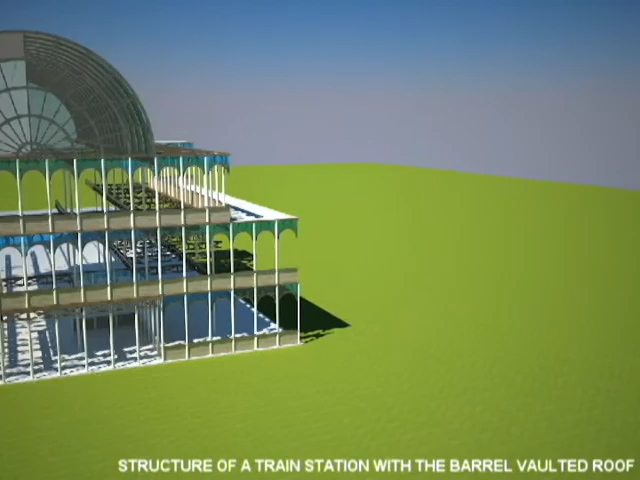 STRUCTURE OF A TRAIN STATION WITH THE BARREL VAULTED ROOF